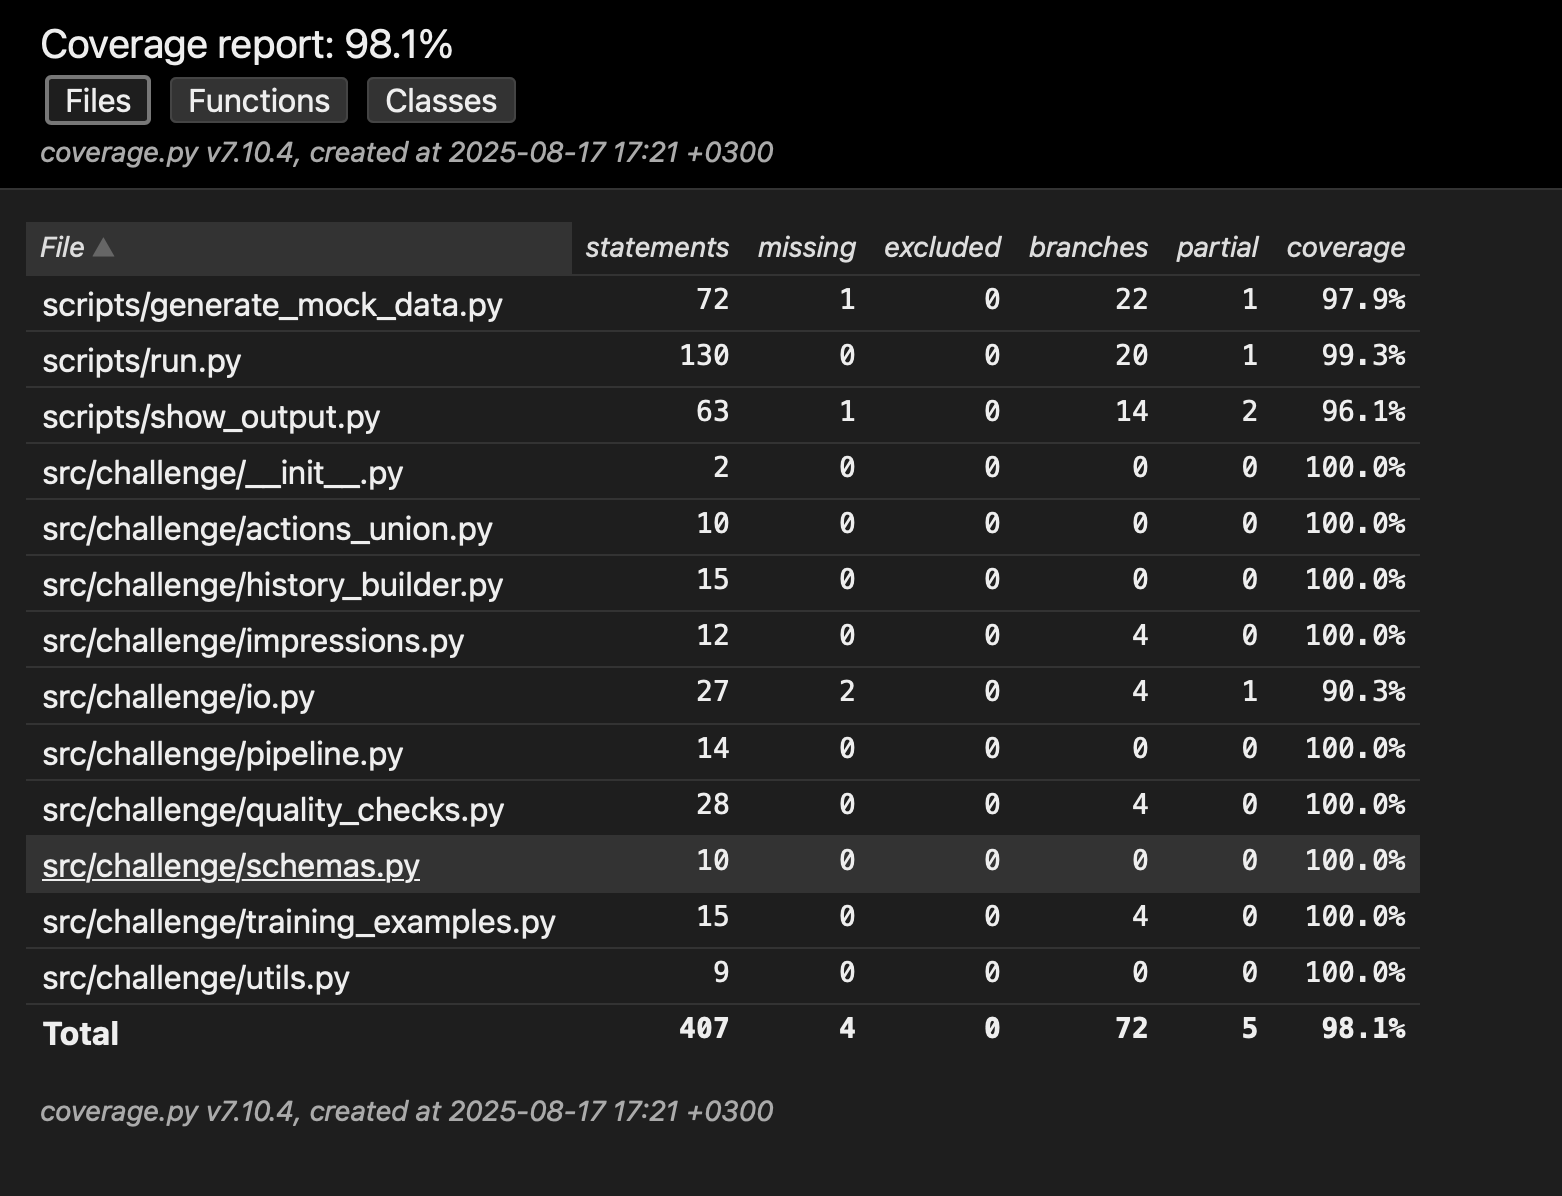 Coverage report: 98.1%
Files Functions Classes
coverage.py v7.10.4, created at 2025-08-17 17:21 +0300
File ▲ statements missing excluded branches partial coverage
scripts/generate_mock_data.py 72 1 0 22 1 97.9%
scripts/run.py 130 0 0 20 1 99.3%
scripts/show_output.py 63 1 0 14 2 96.1%
src/challenge/__init__.py 2 0 0 0 0 100.0%
src/challenge/actions_union.py 10 0 0 0 0 100.0%
src/challenge/history_builder.py 15 0 0 0 0 100.0%
src/challenge/impressions.py 12 0 0 4 0 100.0%
src/challenge/io.py 27 2 0 4 1 90.3%
src/challenge/pipeline.py 14 0 0 0 0 100.0%
src/challenge/quality_checks.py 28 0 0 4 0 100.0%
src/challenge/schemas.py 10 0 0 0 0 100.0%
src/challenge/training_examples.py 15 0 0 4 0 100.0%
src/challenge/utils.py 9 0 0 0 0 100.0%
Total 407 4 0 72 5 98.1%
coverage.py v7.10.4, created at 2025-08-17 17:21 +0300